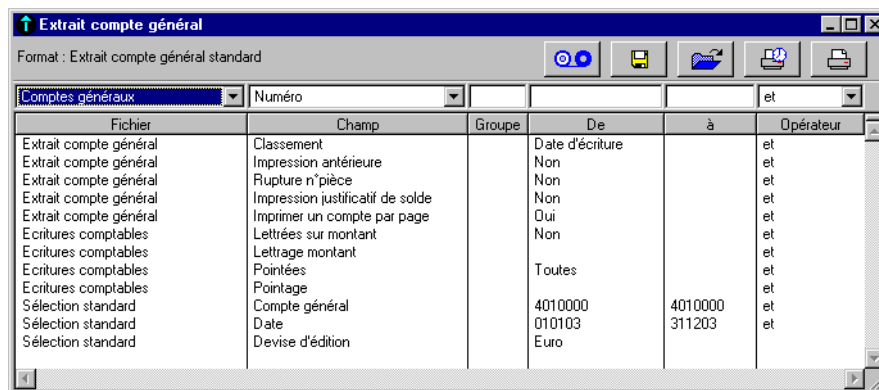 Extrait compte général
Format : Extrait compte général standard
Comptes généraux Numéro et
Fichier Champ Groupe De à Opérateur
Extrait compte général Classement Date d'écriture et
Extrait compte général Impression antérieure Non et
Extrait compte général Rupture n°pièce Non et
Extrait compte général Impression justificatif de solde Non et
Extrait compte général Imprimer un compte par page Oui et
Ecritures comptables Lettrées sur montant Non et
Ecritures comptables Lettrage montant et
Ecritures comptables Pointées Toutes et
Ecritures comptables Pointage et
Sélection standard Compte général 4010000 4010000 et
Sélection standard Date 010103 311203 et
Sélection standard Devise d'édition Euro